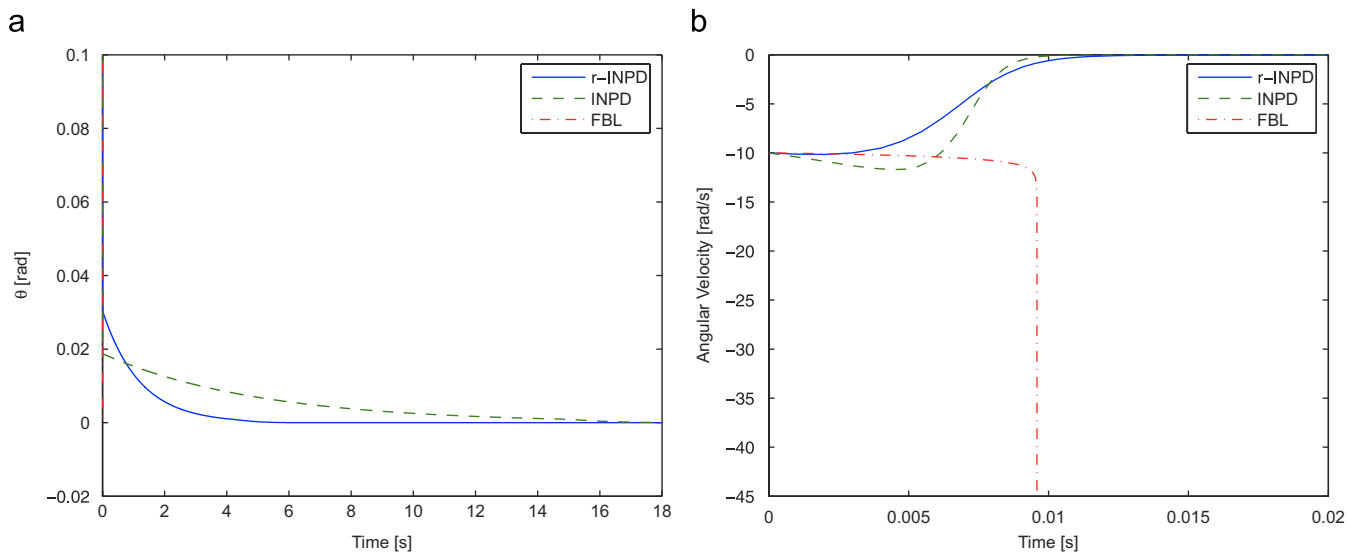 a
0.1
0.08
0.06
0.04
0.02
0
−0.02
θ [rad]
0 2 4 6 8 10 12 14 16 18
Time [s]
r−INPD
INPD
FBL
b
0
−5
−10
−15
−20
−25
−30
−35
−40
−45
Angular Velocity [rad/s]
0 0.005 0.01 0.015 0.02
Time [s]
r−INPD
INPD
FBL